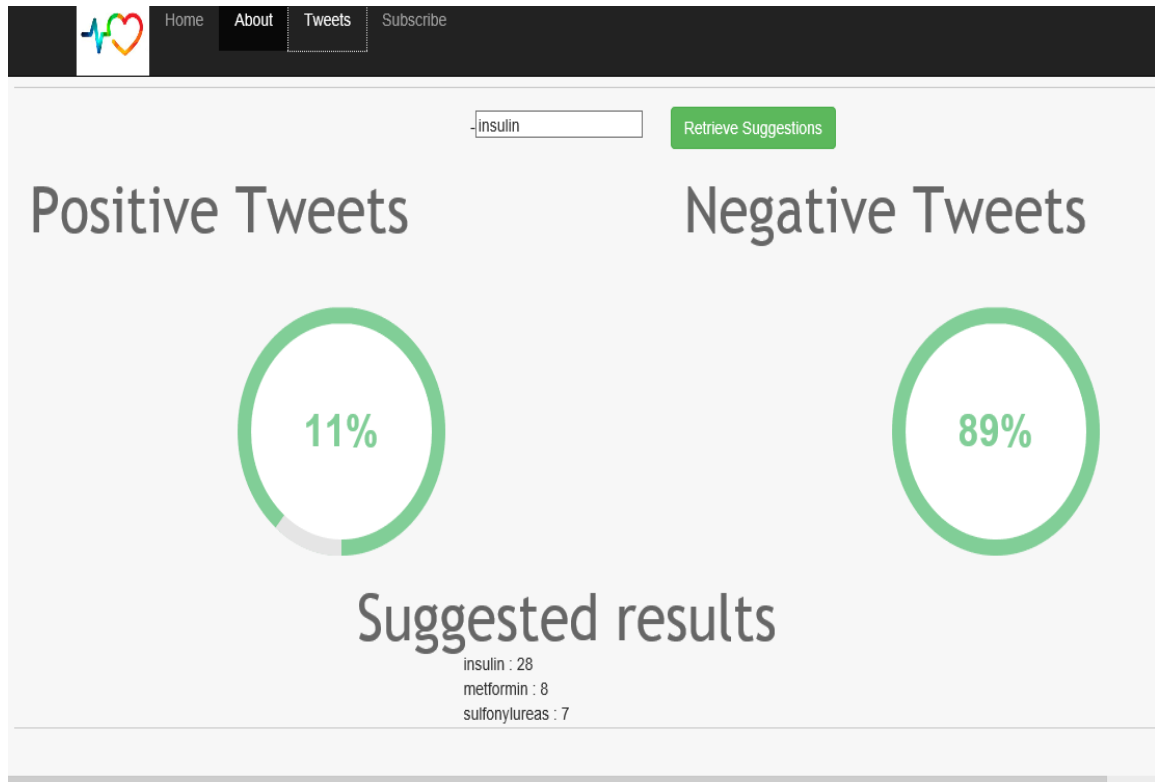 Home About Tweets Subscribe
-insulin Retrieve Suggestions
Positive Tweets Negative Tweets
11% 89%
Suggested results
insulin : 28
metformin : 8
sulfonylureas : 7